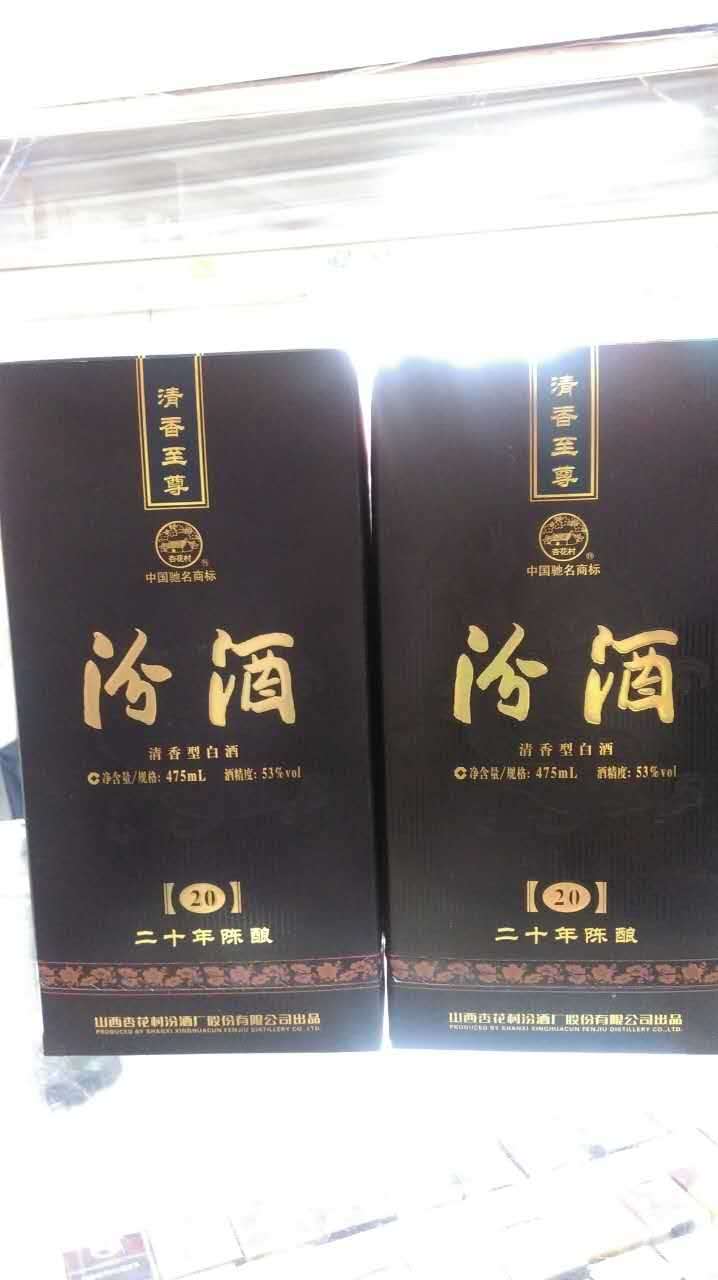 清香至尊
杏花村
中国驰名商标
汾酒
清香型白酒
净含量/规格: 475mL 酒精度: 53%vol
【20】
二十年陈酿
山西杏花村汾酒厂股份有限公司出品
PRODUCED BY SHANXI XINGHUACUN FENJIU DISTILLERY CO.,LTD.
清香至尊
杏花村
®
中国驰名商标
汾酒
清香型白酒
净含量/规格: 475mL 酒精度: 53%vol
【20】
二十年陈酿
山西杏花村汾酒厂股份有限公司出品
PRODUCED BY SHANXI XINGHUACUN FENJIU DISTILLERY CO.,LTD.